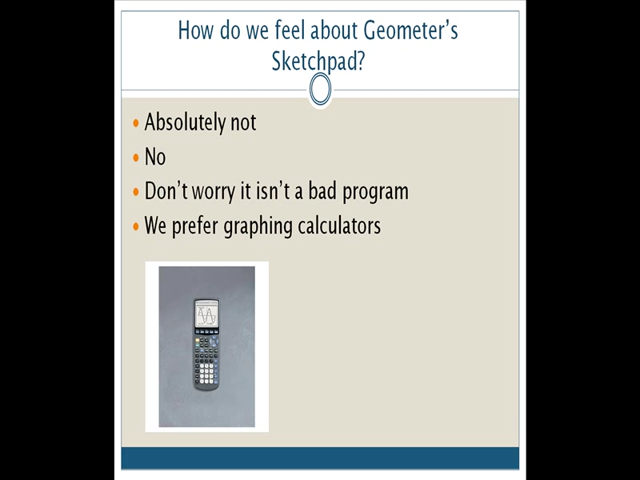 How do we feel about Geometer's
Sketchpad?
Absolutely not
No
Don't worry it isn't a bad program
We prefer graphing calculators